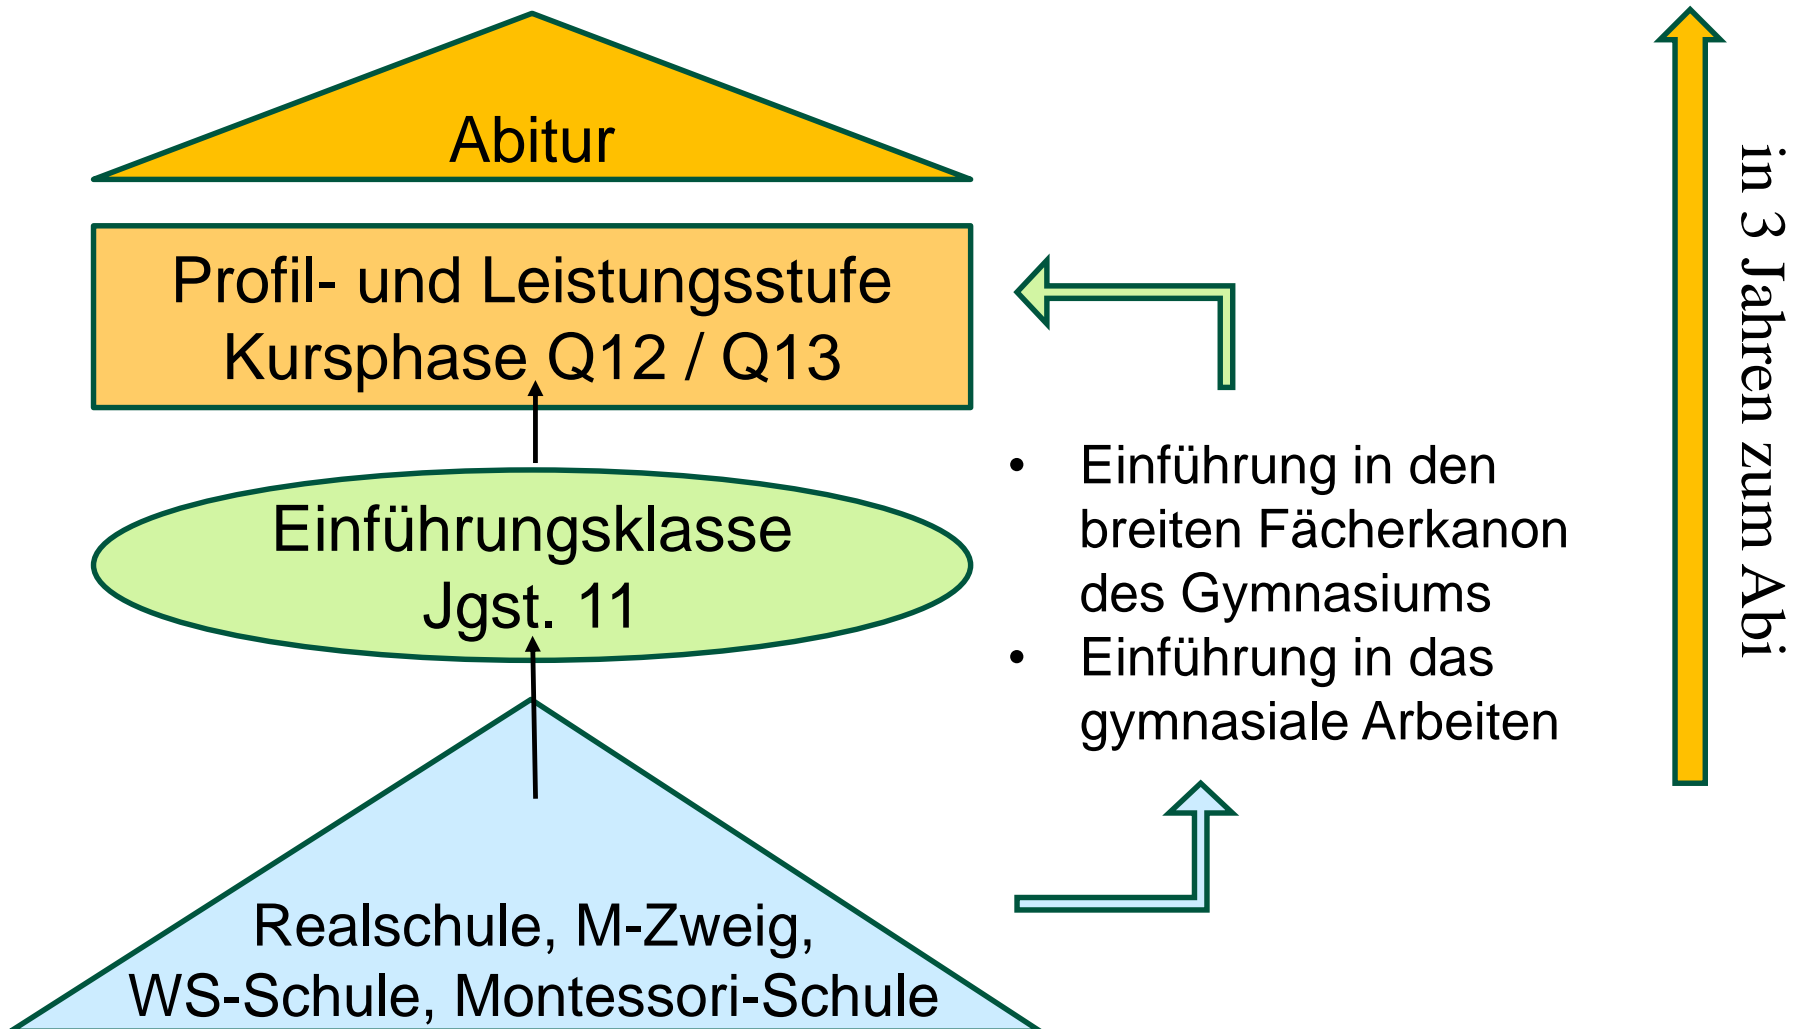 Abitur
Profil- und Leistungsstufe
Kursphase Q12 / Q13
Einführungsklasse
Jgst. 11
Realschule, M-Zweig,
WS-Schule, Montessori-Schule
• Einführung in den
breiten Fächerkanon
des Gymnasiums
• Einführung in das
gymnasiale Arbeiten
in 3 Jahren zum Abi